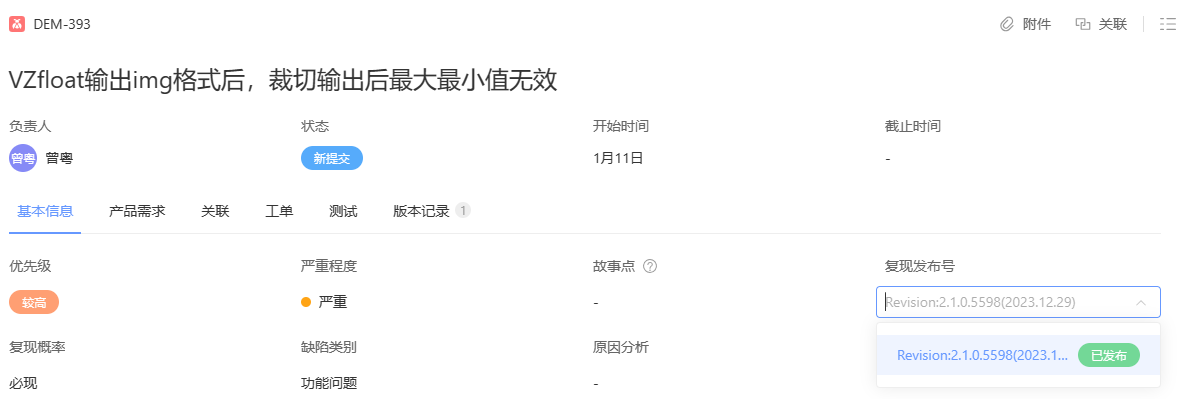 DEM-393
附件
关联
VZfloat输出img格式后，裁切输出后最大最小值无效
负责人 状态 开始时间 截止时间
曾粤 曾粤 新提交 1月11日 -
基本信息 产品需求 关联 工单 测试 版本记录 1
优先级 严重程度 故事点 ? 复现发布号
较高 严重 - Revision:2.1.0.5598(2023.12.29)
复现概率 缺陷类别 原因分析
Revision:2.1.0.5598(2023.1... 已发布
必现 功能问题 -